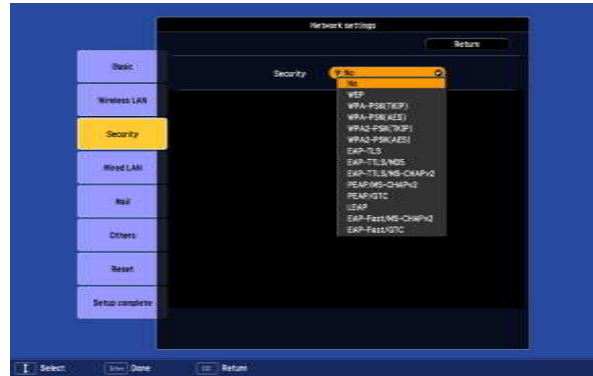 Network settings
Return
Basic
Wireless LAN
Security
Wired LAN
Mail
Others
Reset
Setup complete
Security
No
No
WEP
WPA-PSK(TKIP)
WPA-PSK(AES)
WPA2-PSK(TKIP)
WPA2-PSK(AES)
EAP-TLS
EAP-TTLS/MD5
EAP-TTLS/MS-CHAPv2
PEAP/MS-CHAPv2
PEAP/GTC
LEAP
EAP-Fast/MS-CHAPv2
EAP-Fast/GTC
Select
Done
Return